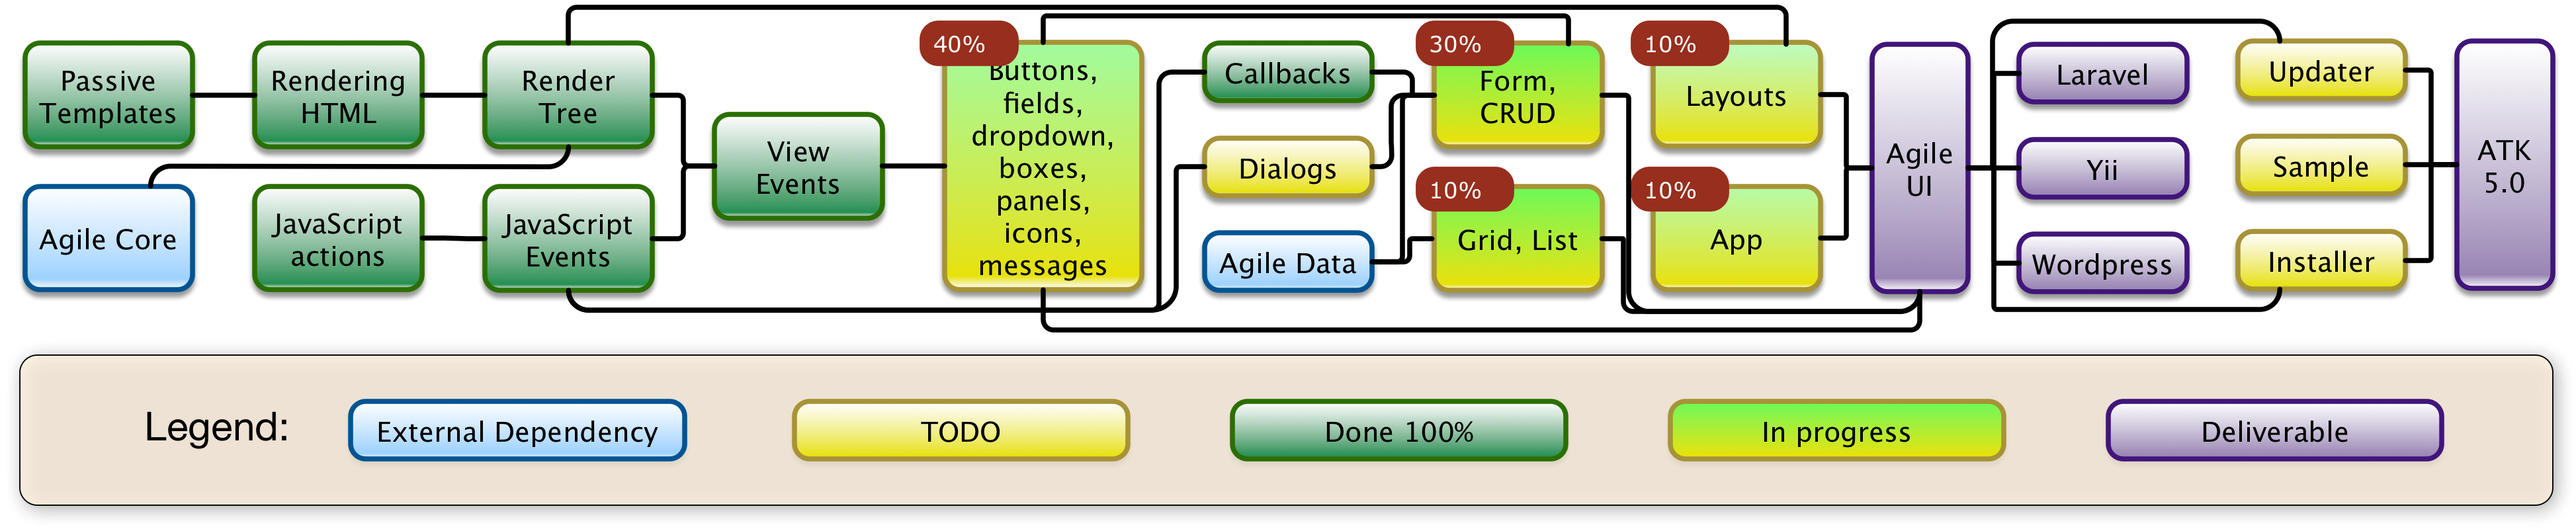 Passive
Templates
Rendering
HTML
Render
Tree
Agile Core
JavaScript
actions
JavaScript
Events
View
Events
40%
Buttons,
fields,
dropdown,
boxes,
panels,
icons,
messages
Callbacks
Dialogs
Agile Data
30%
Form,
CRUD
10%
Grid, List
10%
Layouts
10%
App
Agile
UI
Laravel
Yii
Wordpress
Updater
Sample
Installer
ATK
5.0
Legend:
External Dependency
TODO
Done 100%
In progress
Deliverable